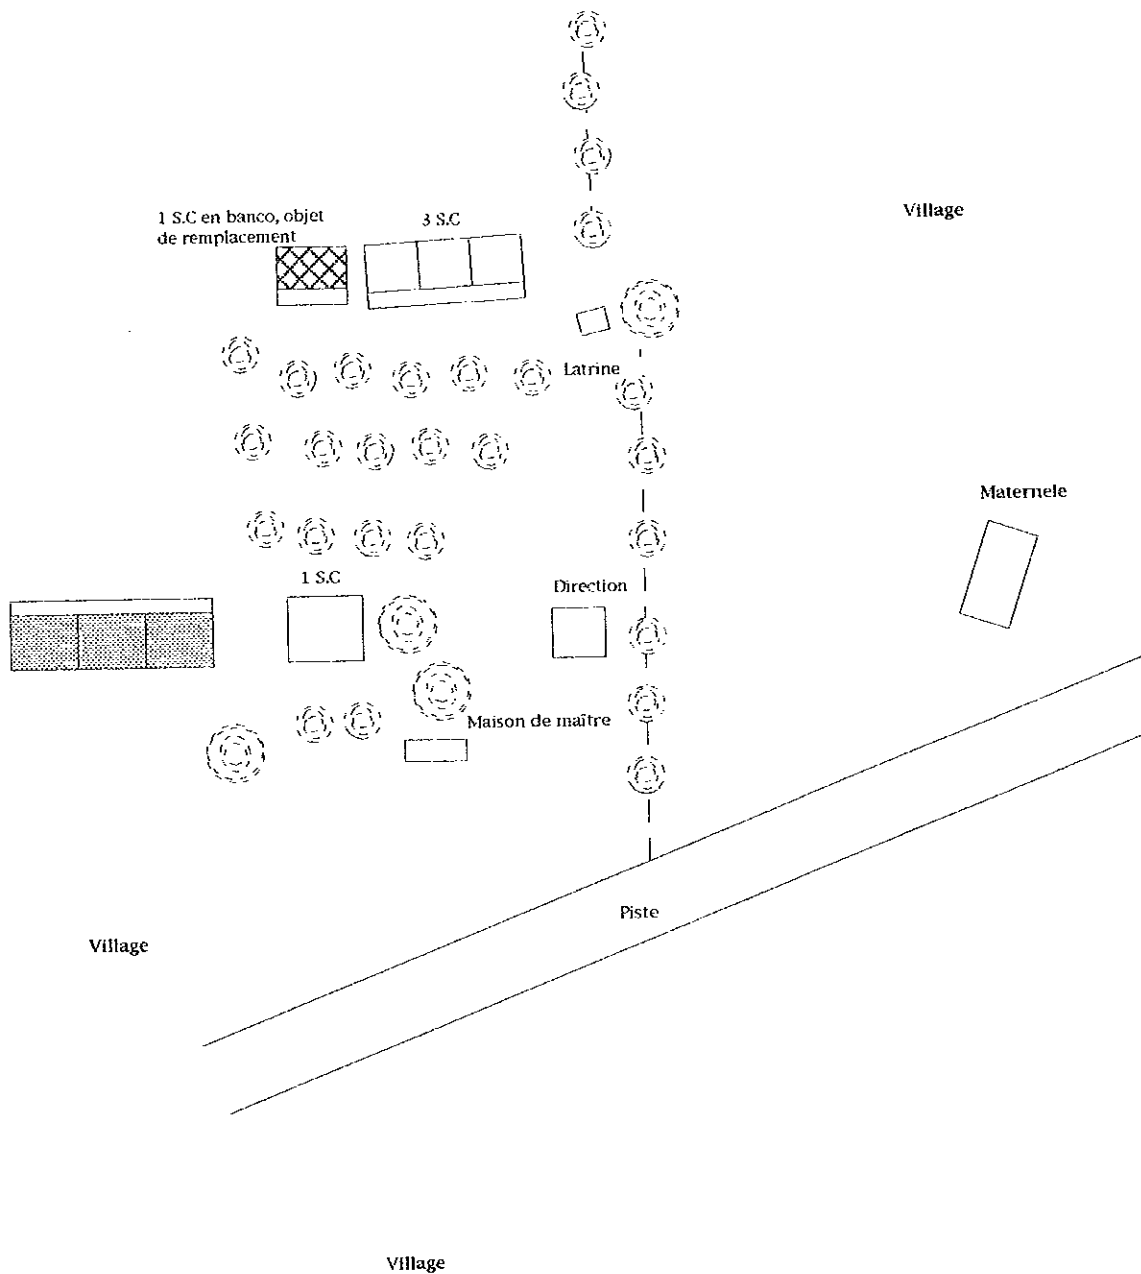 1 S.C en banco, objet
de remplacement
3 S.C
Village
Latrine
Maternele
1 S.C
Direction
Maison de maître
Piste
Village
Village